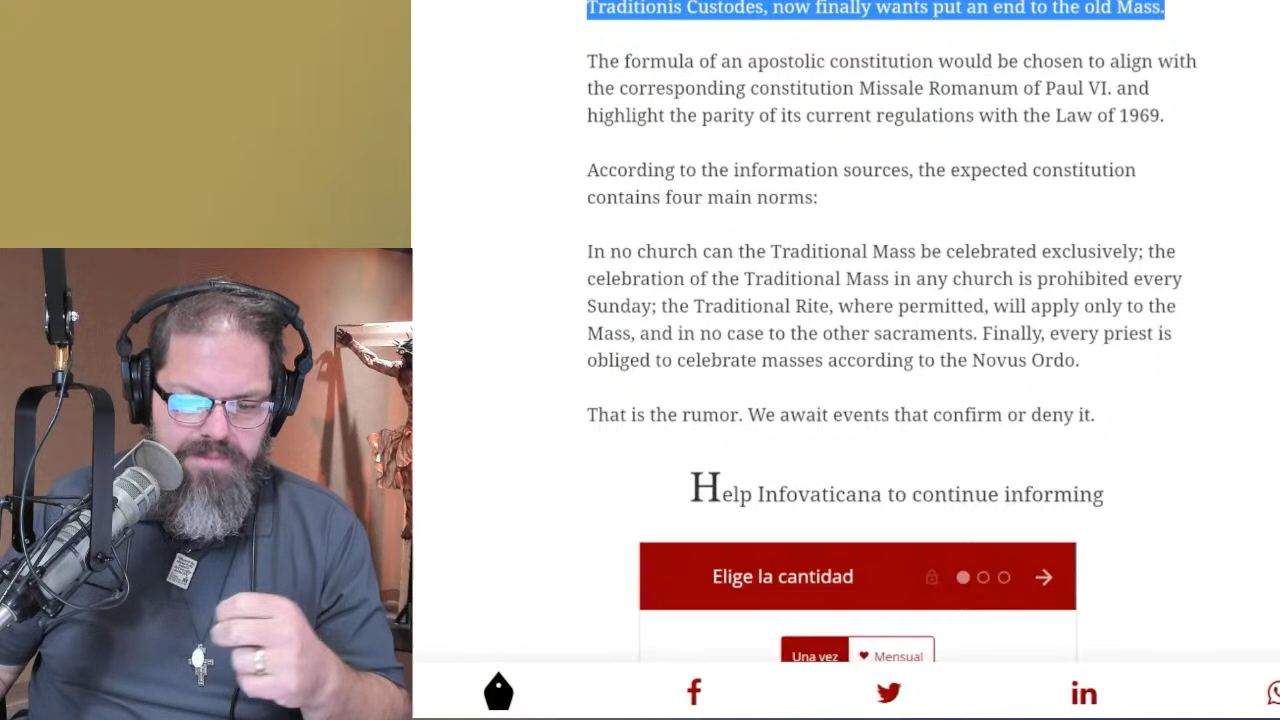 Traditionis Custodes, now finally wants put an end to the old Mass.
The formula of an apostolic constitution would be chosen to align with
the corresponding constitution Missale Romanum of Paul VI. and
highlight the parity of its current regulations with the Law of 1969.
According to the information sources, the expected constitution
contains four main norms:
In no church can the Traditional Mass be celebrated exclusively; the
celebration of the Traditional Mass in any church is prohibited every
Sunday; the Traditional Rite, where permitted, will apply only to the
Mass, and in no case to the other sacraments. Finally, every priest is
obliged to celebrate masses according to the Novus Ordo.
That is the rumor. We await events that confirm or deny it.
Help Infovaticana to continue informing
Elige la cantidad
Una vez
Mensual